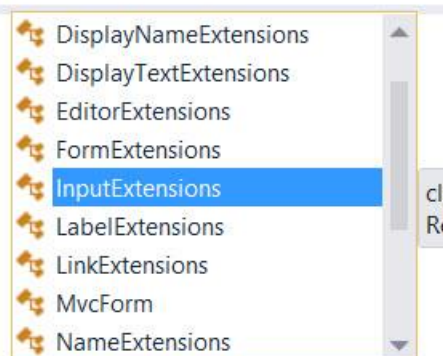 DisplayNameExtensions
DisplayTextExtensions
EditorExtensions
FormExtensions
InputExtensions
LabelExtensions
LinkExtensions
MvcForm
NameExtensions